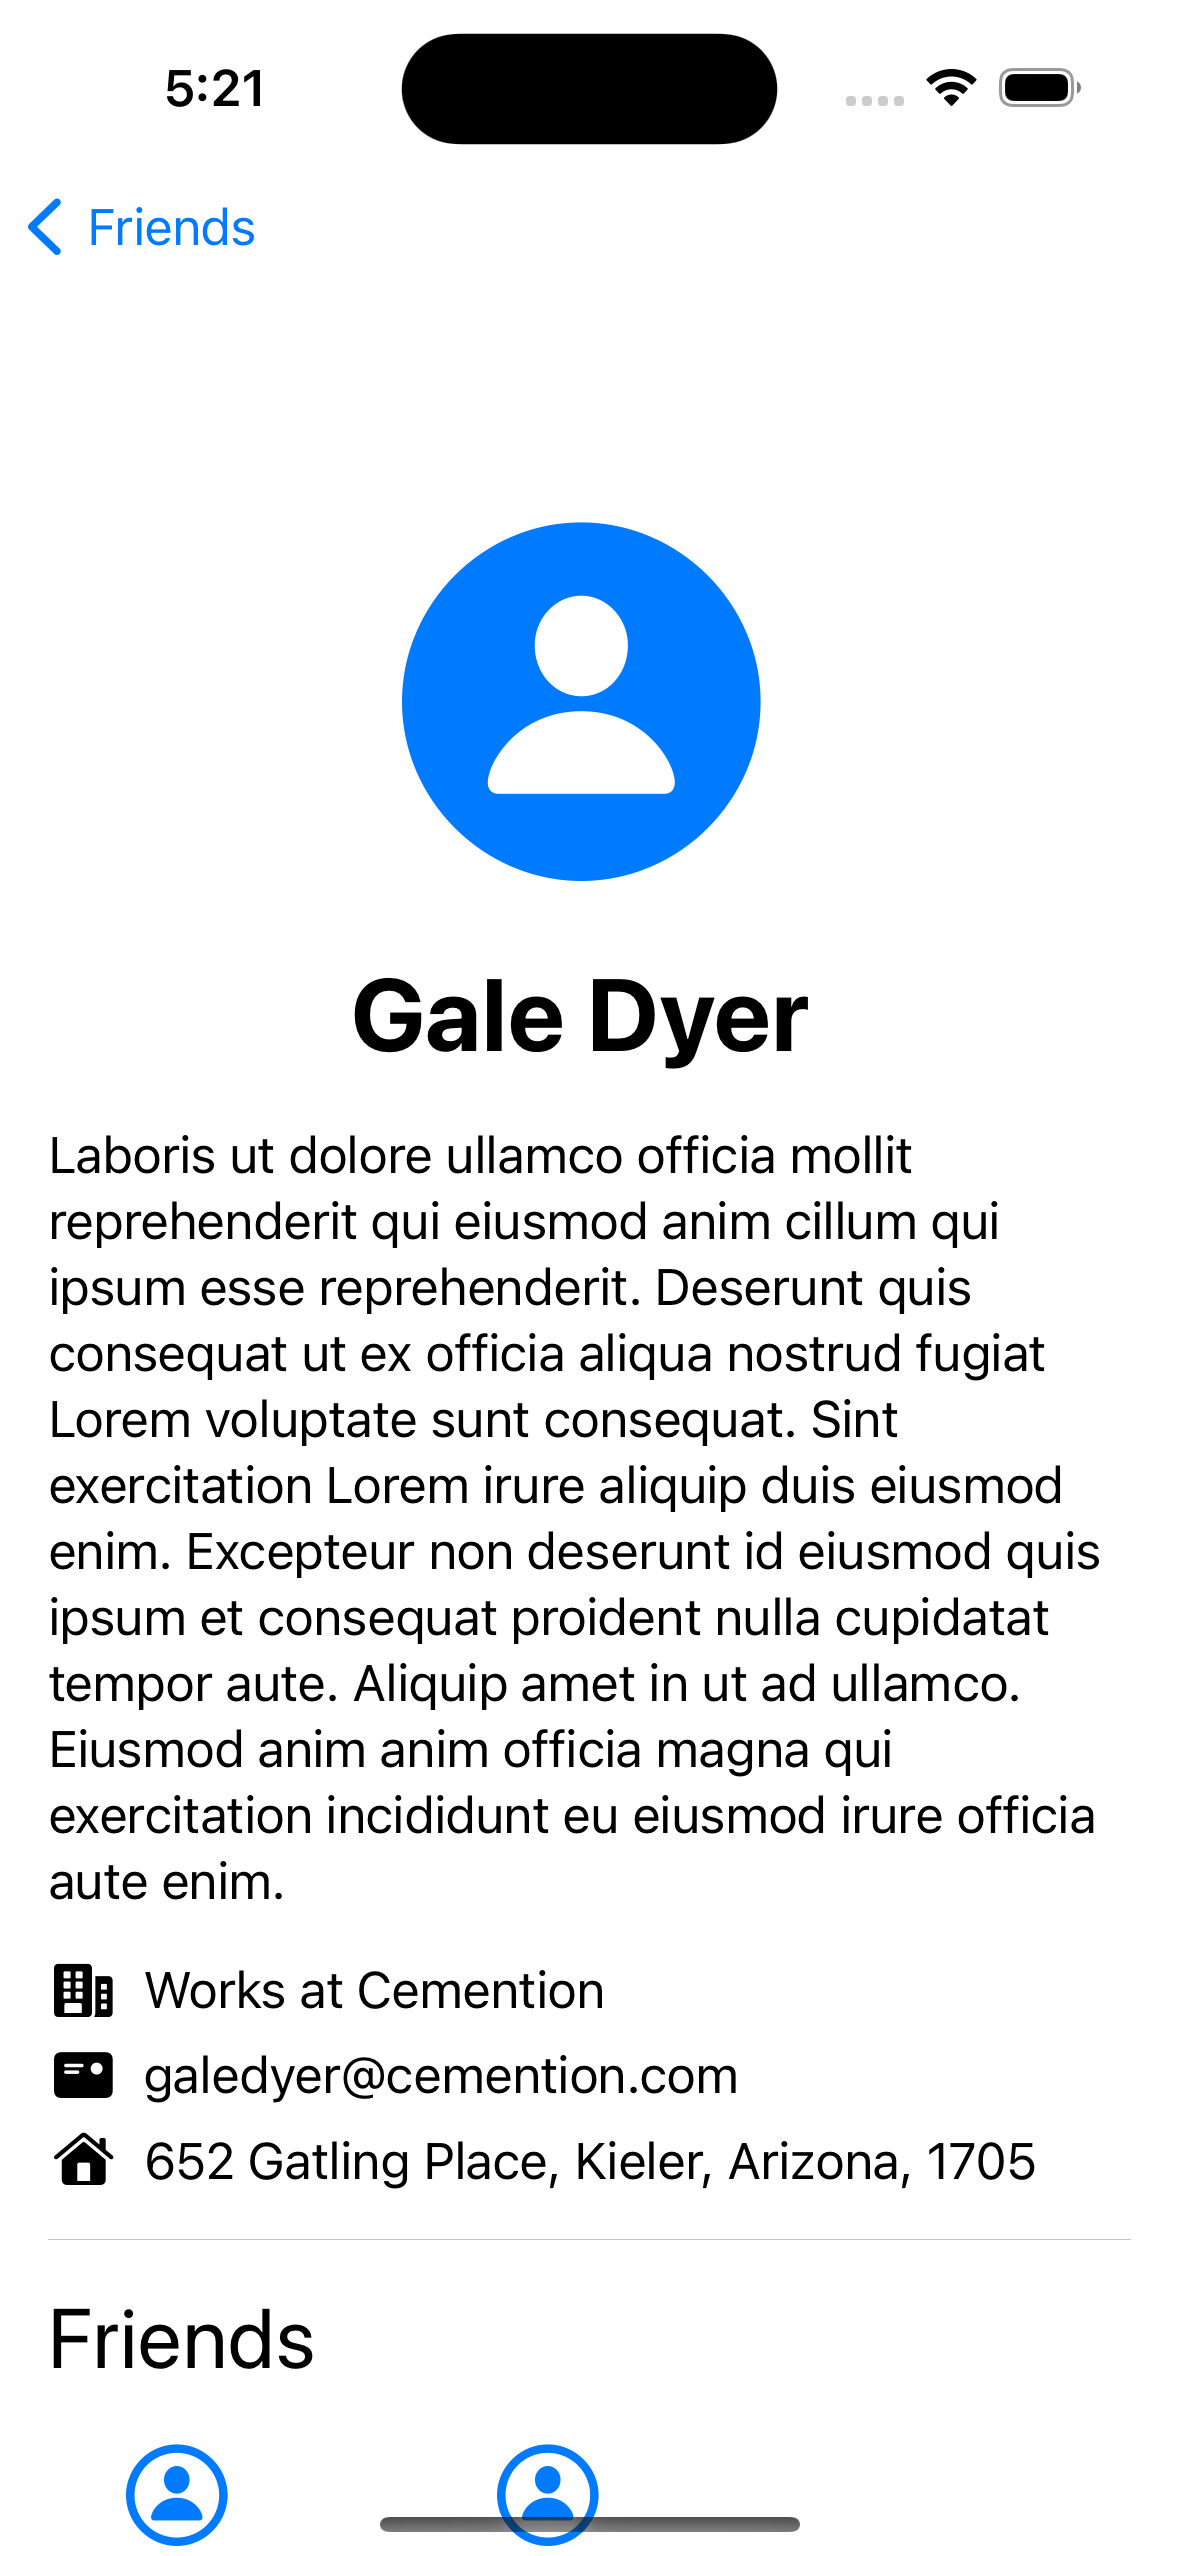 5:21
Friends
Gale Dyer
Laboris ut dolore ullamco officia mollit
reprehenderit qui eiusmod anim cillum qui
ipsum esse reprehenderit. Deserunt quis
consequat ut ex officia aliqua nostrud fugiat
Lorem voluptate sunt consequat. Sint
exercitation Lorem irure aliquip duis eiusmod
enim. Excepteur non deserunt id eiusmod quis
ipsum et consequat proident nulla cupidatat
tempor aute. Aliquip amet in ut ad ullamco.
Eiusmod anim anim officia magna qui
exercitation incididunt eu eiusmod irure officia
aute enim.
Works at Cemention
galedyer@cemention.com
652 Gatling Place, Kieler, Arizona, 1705
Friends